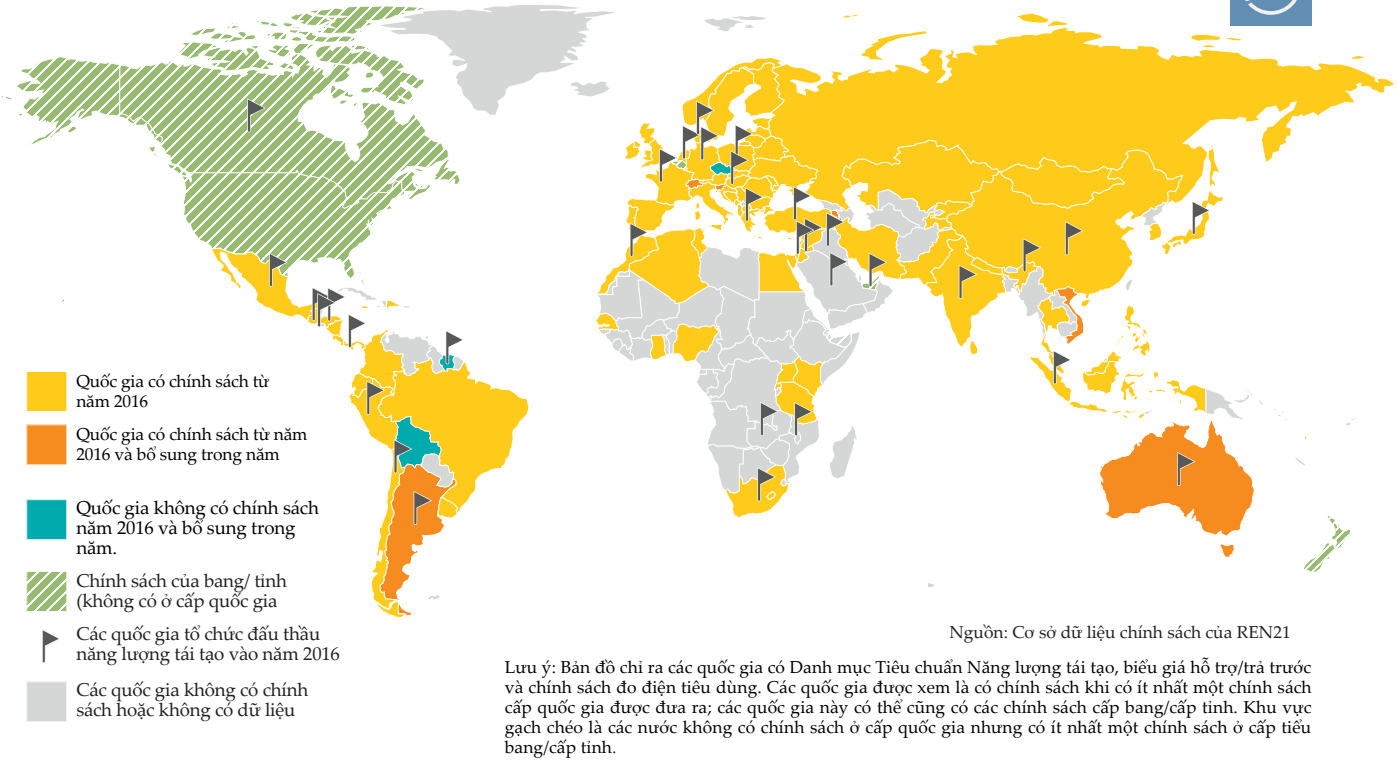 Quốc gia có chính sách từ
năm 2016
Quốc gia có chính sách từ năm
2016 và bổ sung trong năm
Quốc gia không có chính sách
năm 2016 và bổ sung trong
năm.
Chính sách của bang/ tỉnh
(không có ở cấp quốc gia
Các quốc gia tổ chức đấu thầu
năng lượng tái tạo vào năm 2016
Các quốc gia không có chính
sách hoặc không có dữ liệu
Nguồn: Cơ sở dữ liệu chính sách của REN21
Lưu ý: Bản đồ chỉ ra các quốc gia có Danh mục Tiêu chuẩn Năng lượng tái tạo, biểu giá hỗ trợ/trả trước
và chính sách đo điện tiêu dùng. Các quốc gia được xem là có chính sách khi có ít nhất một chính sách
cấp quốc gia được đưa ra; các quốc gia này có thể cũng có các chính sách cấp bang/cấp tỉnh. Khu vực
gạch chéo là các nước không có chính sách ở cấp quốc gia nhưng có ít nhất một chính sách ở cấp tiểu
bang/cấp tỉnh.